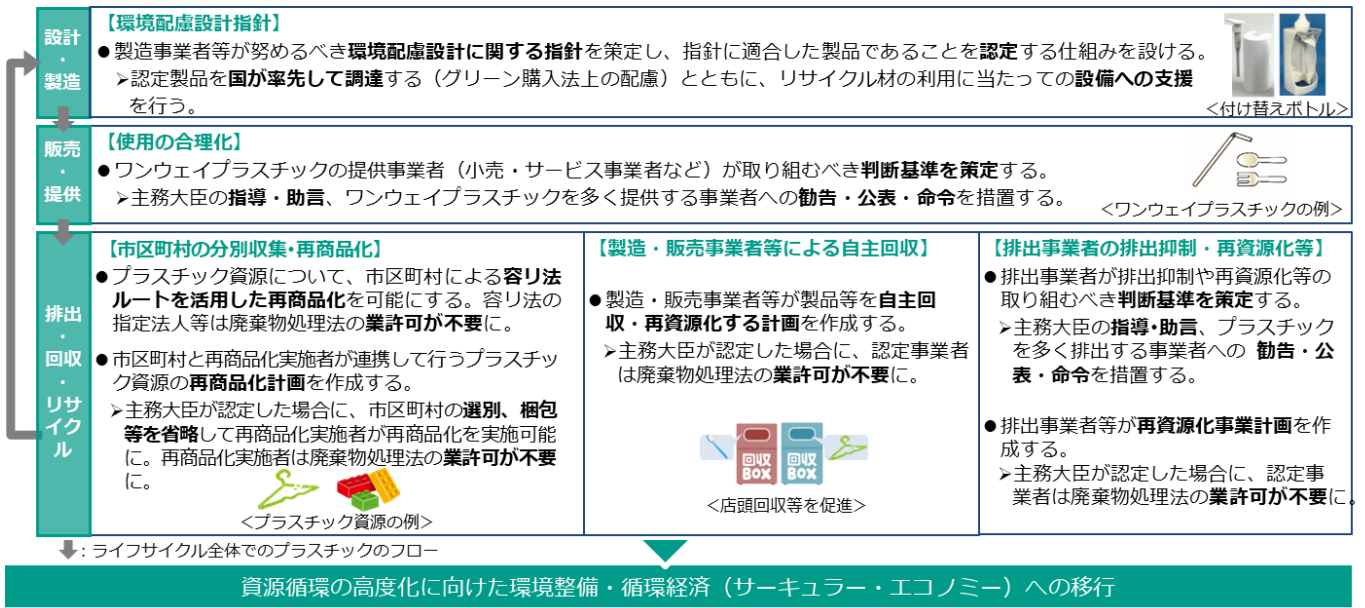 設計
・
製造
【環境配慮設計指針】
●製造事業者等が努めるべき環境配慮設計に関する指針を策定し、指針に適合した製品であることを認定する仕組みを設ける。
➢認定製品を国が率先して調達する（グリーン購入法上の配慮）とともに、リサイクル材の利用に当たっての設備への支援
を行う。
＜付け替えボトル＞
販売
・
提供
【使用の合理化】
●ワンウェイプラスチックの提供事業者（小売・サービス事業者など）が取り組むべき判断基準を策定する。
➢主務大臣の指導・助言、ワンウェイプラスチックを多く提供する事業者への勧告・公表・命令を措置する。
＜ワンウェイプラスチックの例＞
排出
・
回収
・
リサ
イク
ル
【市区町村の分別収集・再商品化】
●プラスチック資源について、市区町村による容リ法
ルートを活用した再商品化を可能にする。容リ法の
指定法人等は廃棄物処理法の業許可が不要に。
●市区町村と再商品化実施者が連携して行うプラスチッ
ク資源の再商品化計画を作成する。
➢主務大臣が認定した場合に、市区町村の選別、梱包
等を省略して再商品化実施者が再商品化を実施可能
に。再商品化実施者は廃棄物処理法の業許可が不要
に。
＜プラスチック資源の例＞
【製造・販売事業者等による自主回収】
●製造・販売事業者等が製品等を自主回
収・再資源化する計画を作成する。
➢主務大臣が認定した場合に、認定事業者
は廃棄物処理法の業許可が不要に。
回収
BOX
回収
BOX
＜店頭回収等を促進＞
【排出事業者の排出抑制・再資源化等】
●排出事業者が排出抑制や再資源化等の
取り組むべき判断基準を策定する。
➢主務大臣の指導・助言、プラスチック
を多く排出する事業者への 勧告・公
表・命令を措置する。
●排出事業者等が再資源化事業計画を作
成する。
➢主務大臣が認定した場合に、認定事
業者は廃棄物処理法の業許可が不要に。
：ライフサイクル全体でのプラスチックのフロー
資源循環の高度化に向けた環境整備・循環経済（サーキュラー・エコノミー）への移行